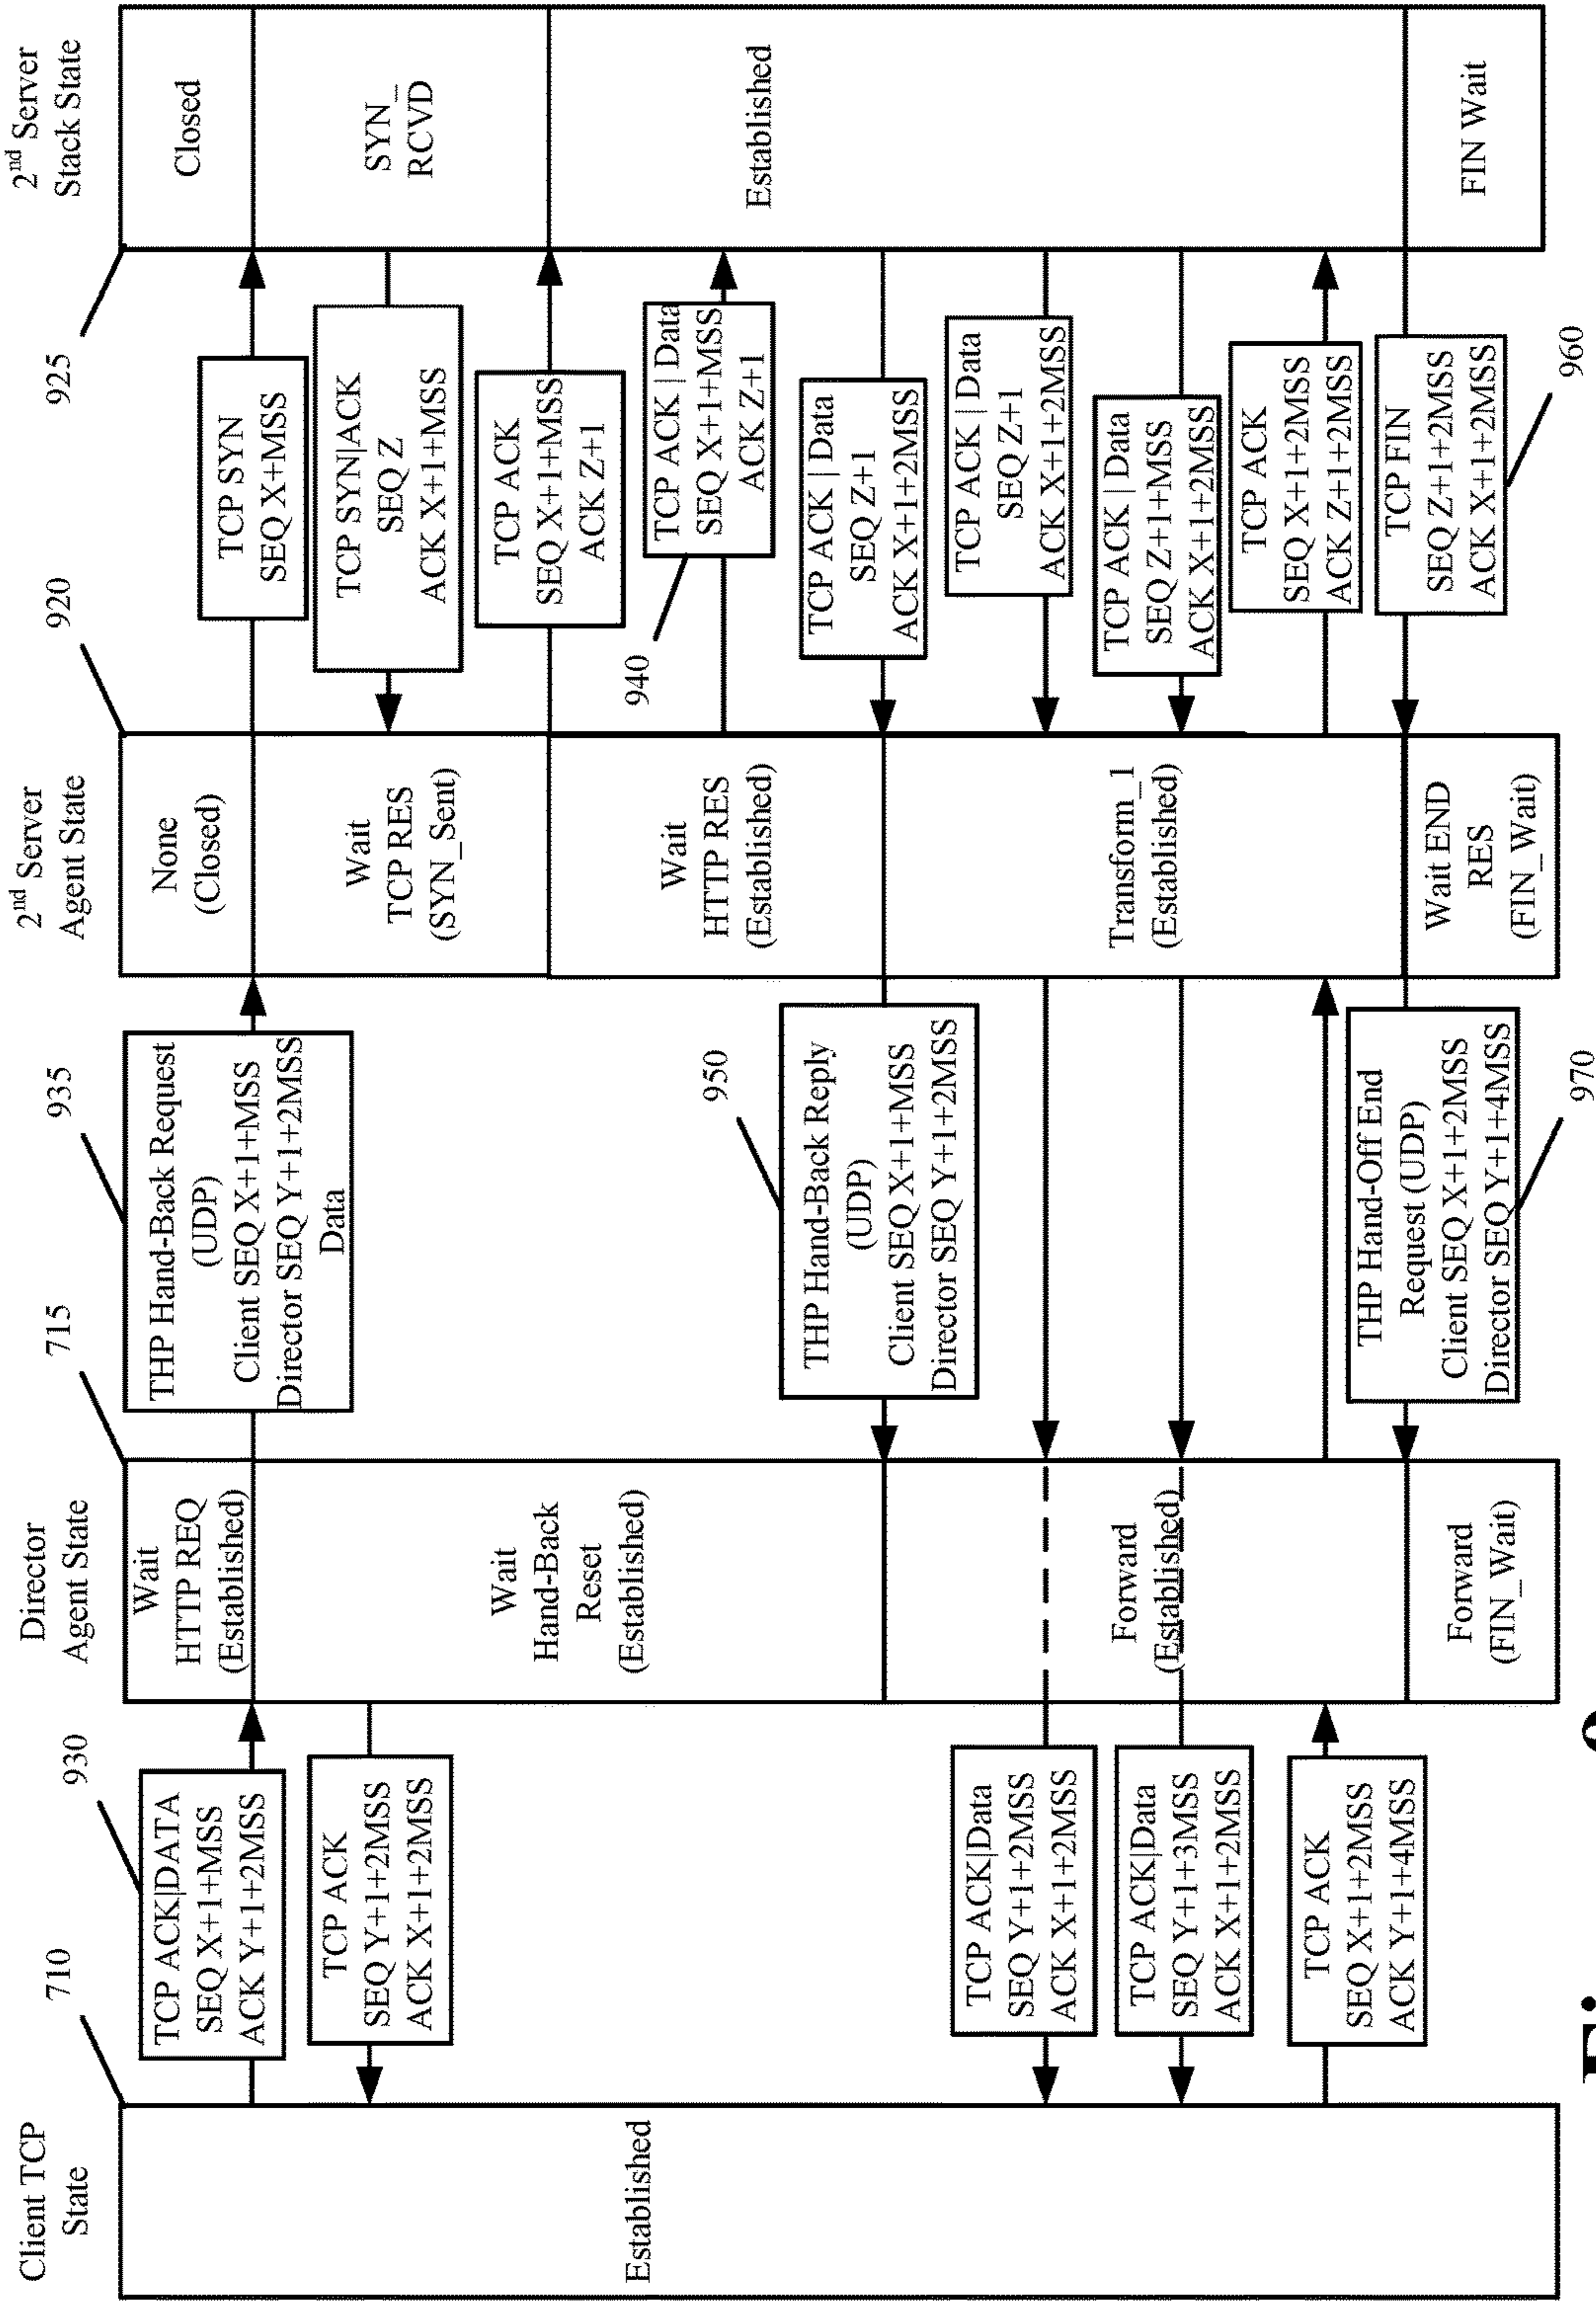 Client TCP
State
Director
Agent State
2nd Server
Agent State
2nd Server
Stack State
710
930
715
935
920
925
Established
TCP ACK|DATA
SEQ X+1+MSS
ACK Y+1+2MSS
Wait
HTTP REQ
(Established)
THP Hand-Back Request
(UDP)
Client SEQ X+1+MSS
Director SEQ Y+1+2MSS
Data
None
(Closed)
TCP SYN
SEQ X+MSS
Closed
TCP ACK
SEQ Y+1+2MSS
ACK X+1+2MSS
Wait
Hand-Back
Reset
(Established)
Wait
TCP RES
(SYN_Sent)
TCP SYN|ACK
SEQ Z
ACK X+1+MSS
SYN_
RCVD
TCP ACK
SEQ X+1+MSS
ACK Z+1
Wait
HTTP RES
(Established)
940
TCP ACK | Data
SEQ X+1+MSS
ACK Z+1
Established
950
THP Hand-Back Reply
(UDP)
Client SEQ X+1+MSS
Director SEQ Y+1+2MSS
TCP ACK | Data
SEQ Z+1
ACK X+1+2MSS
TCP ACK|Data
SEQ Y+1+2MSS
ACK X+1+2MSS
Forward
(Established)
Transform_1
(Established)
TCP ACK | Data
SEQ Z+1
ACK X+1+2MSS
TCP ACK|Data
SEQ Y+1+3MSS
ACK X+1+2MSS
TCP ACK | Data
SEQ Z+1+MSS
ACK X+1+2MSS
TCP ACK
SEQ X+1+2MSS
ACK Y+1+4MSS
TCP ACK
SEQ X+1+2MSS
ACK Z+1+2MSS
Forward
(FIN_Wait)
THP Hand-Off End
Request (UDP)
Client SEQ X+1+2MSS
Director SEQ Y+1+4MSS
970
Wait END
RES
(FIN_Wait)
TCP FIN
SEQ Z+1+2MSS
ACK X+1+2MSS
960
FIN Wait